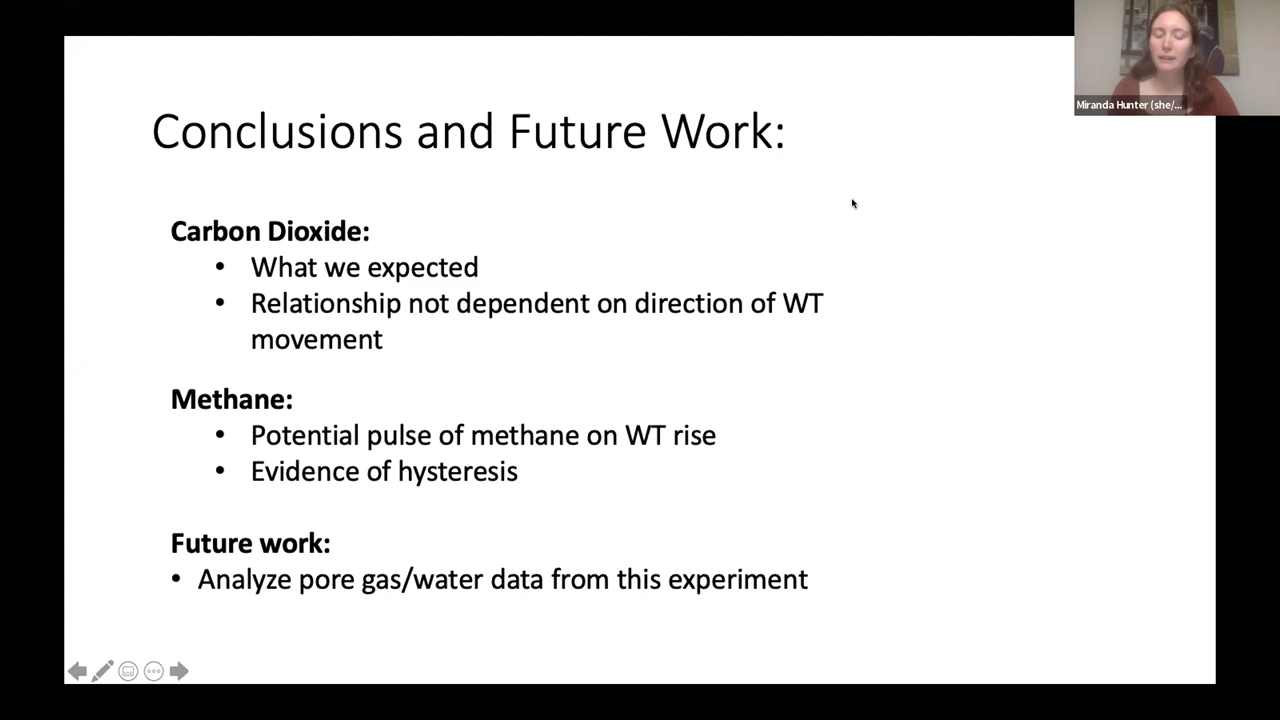 Miranda Hunter (she/...
Conclusions and Future Work:
Carbon Dioxide:
• What we expected
• Relationship not dependent on direction of WT
movement
Methane:
• Potential pulse of methane on WT rise
• Evidence of hysteresis
Future work:
• Analyze pore gas/water data from this experiment